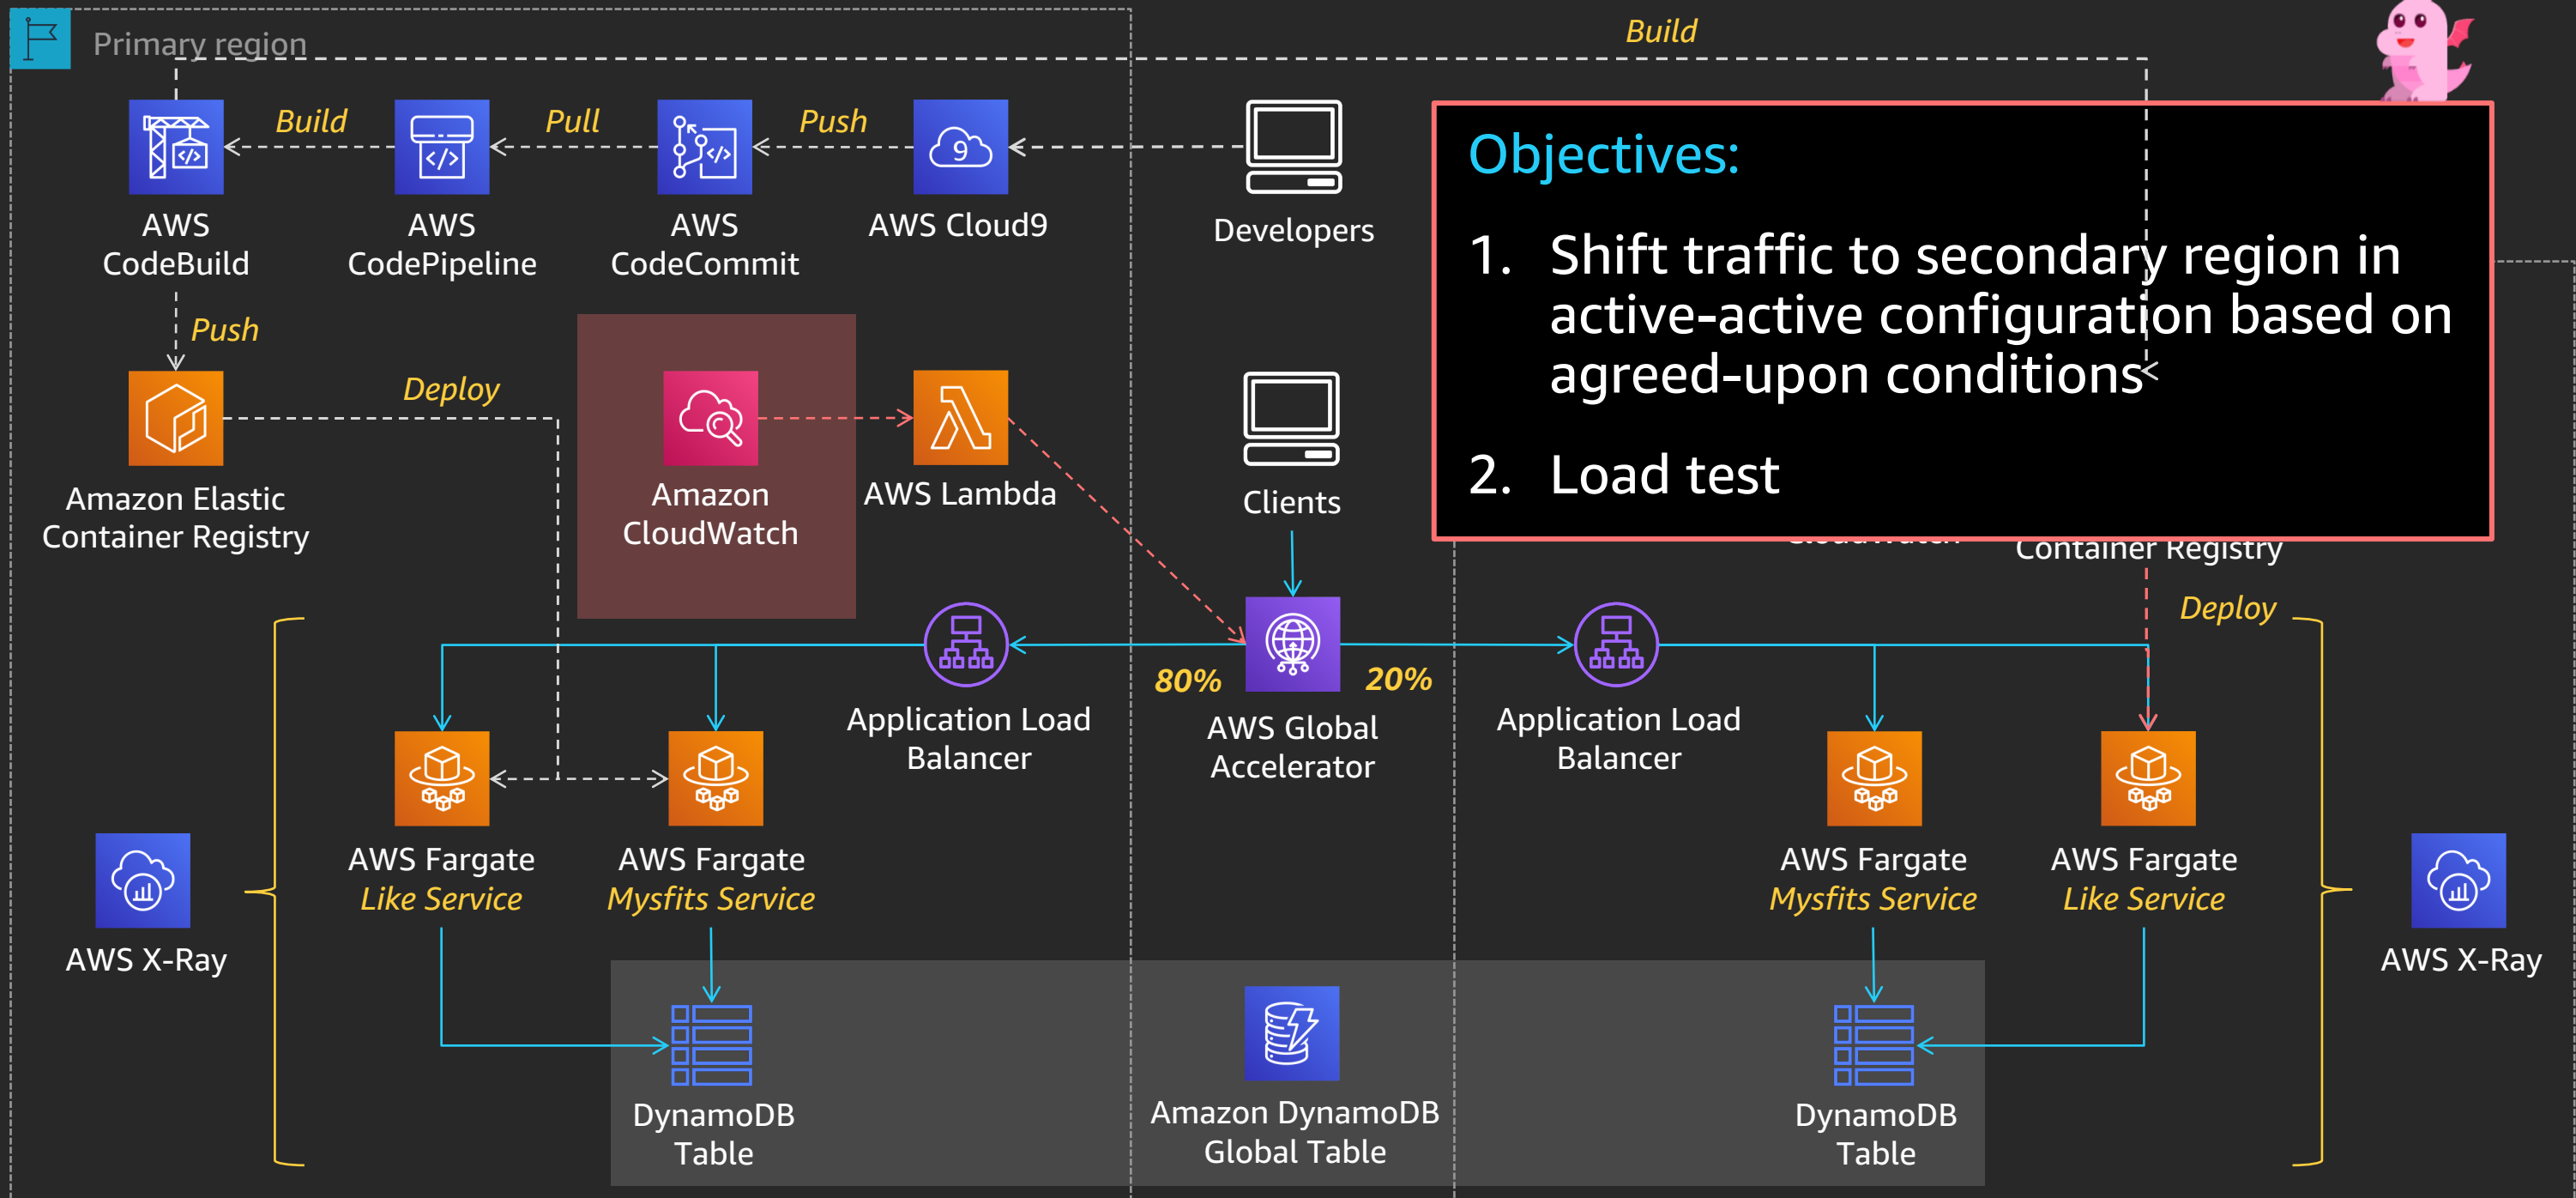 Primary region
Build
Build
Pull
Push
AWS
CodeBuild
AWS
CodePipeline
AWS
CodeCommit
AWS Cloud9
9
Developers
Objectives:
1. Shift traffic to secondary region in
active-active configuration based on
agreed-upon conditions
2. Load test
Push
Deploy
Amazon Elastic
Container Registry
Amazon
CloudWatch
AWS Lambda
Clients
CloudWatch
Container Registry
Deploy
80%
20%
Application Load
Balancer
AWS Global
Accelerator
Application Load
Balancer
AWS Fargate
Like Service
AWS Fargate
Mysfits Service
AWS Fargate
Mysfits Service
AWS Fargate
Like Service
AWS X-Ray
AWS X-Ray
DynamoDB
Table
Amazon DynamoDB
Global Table
DynamoDB
Table